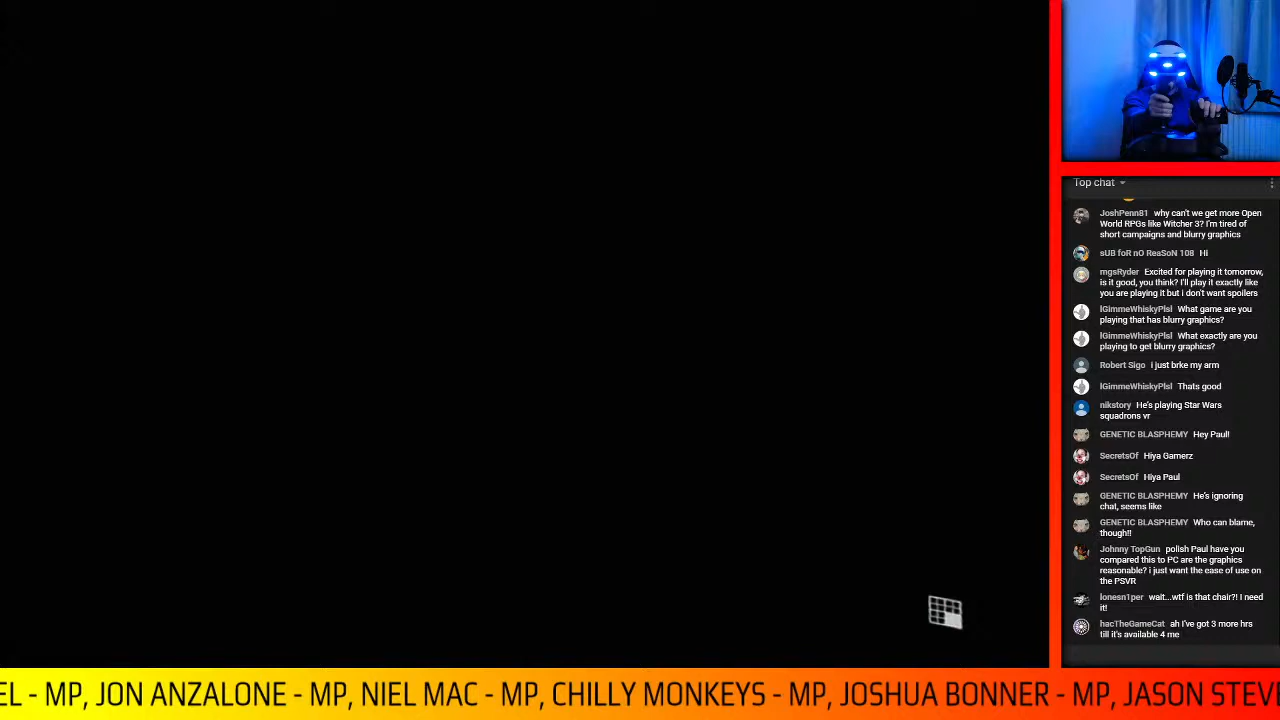 Top chat
JoshPenn81 why can't we get more Open
World RPGs like Witcher 3? I'm tired of
short campaigns and blurry graphics
sUB foR nO ReaSoN 108 Hi
mgsRyder Excited for playing it tomorrow,
is it good, you think? I'll play it exactly like
you are playing it but i don't want spoilers
lGimmeWhiskyPlsl What game are you
playing that has blurry graphics?
lGimmeWhiskyPlsl What exactly are you
playing to get blurry graphics?
Robert Sigo i just brke my arm
lGimmeWhiskyPlsl Thats good
nikstory He's playing Star Wars
squadrons vr
GENETIC BLASPHEMY Hey Paul!
SecretsOf Hiya Gamerz
SecretsOf Hiya Paul
GENETIC BLASPHEMY He's ignoring
chat, seems like
GENETIC BLASPHEMY Who can blame,
though!!
Johnny TopGun polish Paul have you
compared this to PC are the graphics
reasonable? i just want the ease of use on
the PSVR
lonesn1per wait...wtf is that chair?! I need
it!
hacTheGameCat ah I've got 3 more hrs
till it's available 4 me
EL - MP, JON ANZALONE - MP, NIEL MAC - MP, CHILLY MONKEYS - MP, JOSHUA BONNER - MP, JASON STEVE